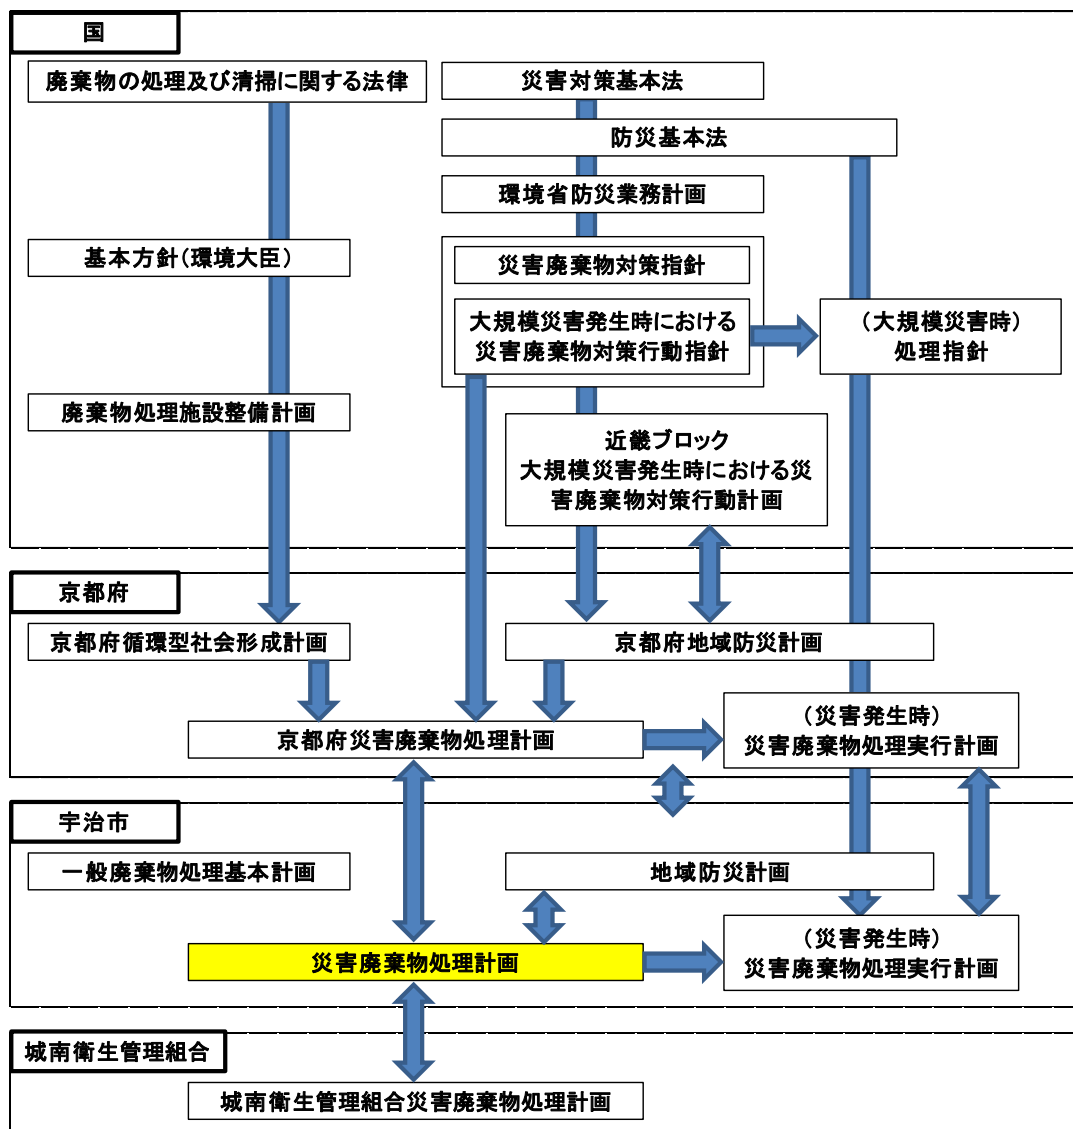 国
廃棄物の処理及び清掃に関する法律
災害対策基本法
防災基本法
環境省防災業務計画
基本方針(環境大臣)
災害廃棄物対策指針
大規模災害発生時における
災害廃棄物対策行動指針
(大規模災害時)
処理指針
廃棄物処理施設整備計画
近畿ブロック
大規模災害発生時における災
害廃棄物対策行動計画
京都府
京都府循環型社会形成計画
京都府地域防災計画
京都府災害廃棄物処理計画
(災害発生時)
災害廃棄物処理実行計画
宇治市
一般廃棄物処理基本計画
地域防災計画
災害廃棄物処理計画
(災害発生時)
災害廃棄物処理実行計画
城南衛生管理組合
城南衛生管理組合災害廃棄物処理計画